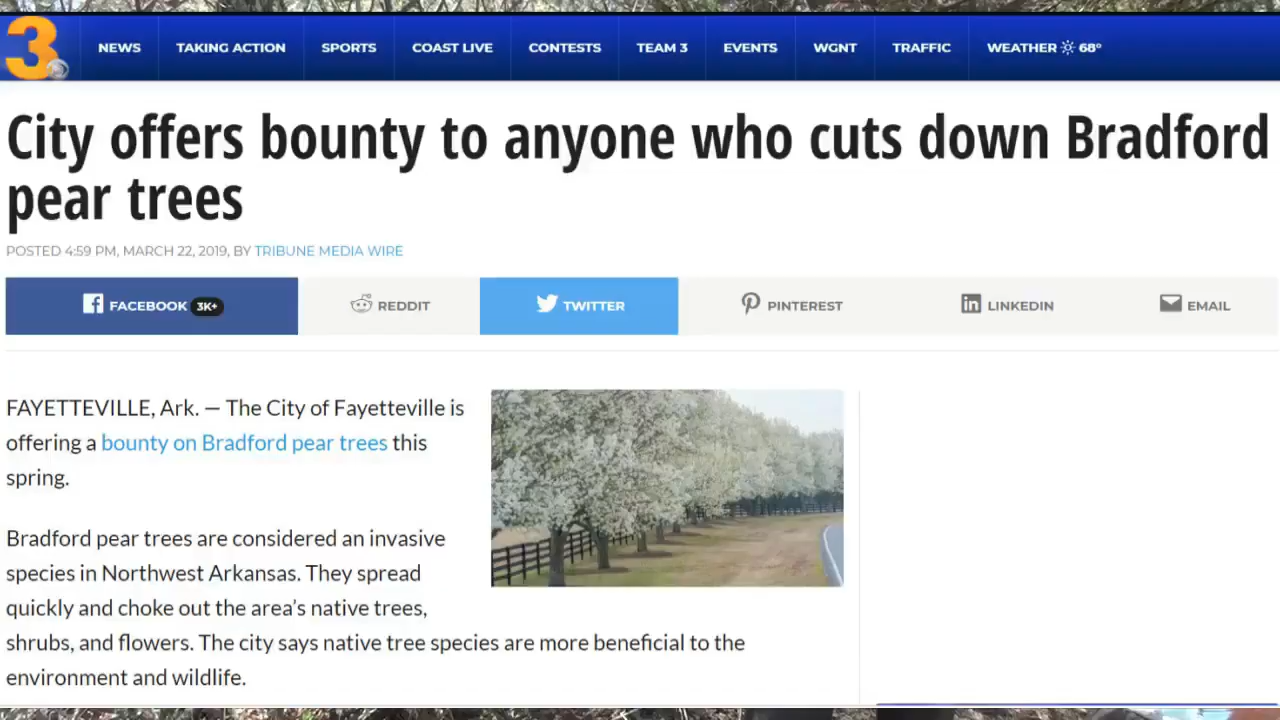 3
NEWS TAKING ACTION SPORTS COAST LIVE CONTESTS TEAM 3 EVENTS WGNT TRAFFIC WEATHER 68°
City offers bounty to anyone who cuts down Bradford
pear trees
POSTED 4:59 PM, MARCH 22, 2019, BY TRIBUNE MEDIA WIRE
FACEBOOK 3K+ REDDIT TWITTER PINTEREST LINKEDIN EMAIL
FAYETTEVILLE, Ark. — The City of Fayetteville is
offering a bounty on Bradford pear trees this
spring.
Bradford pear trees are considered an invasive
species in Northwest Arkansas. They spread
quickly and choke out the area’s native trees,
shrubs, and flowers. The city says native tree species are more beneficial to the
environment and wildlife.